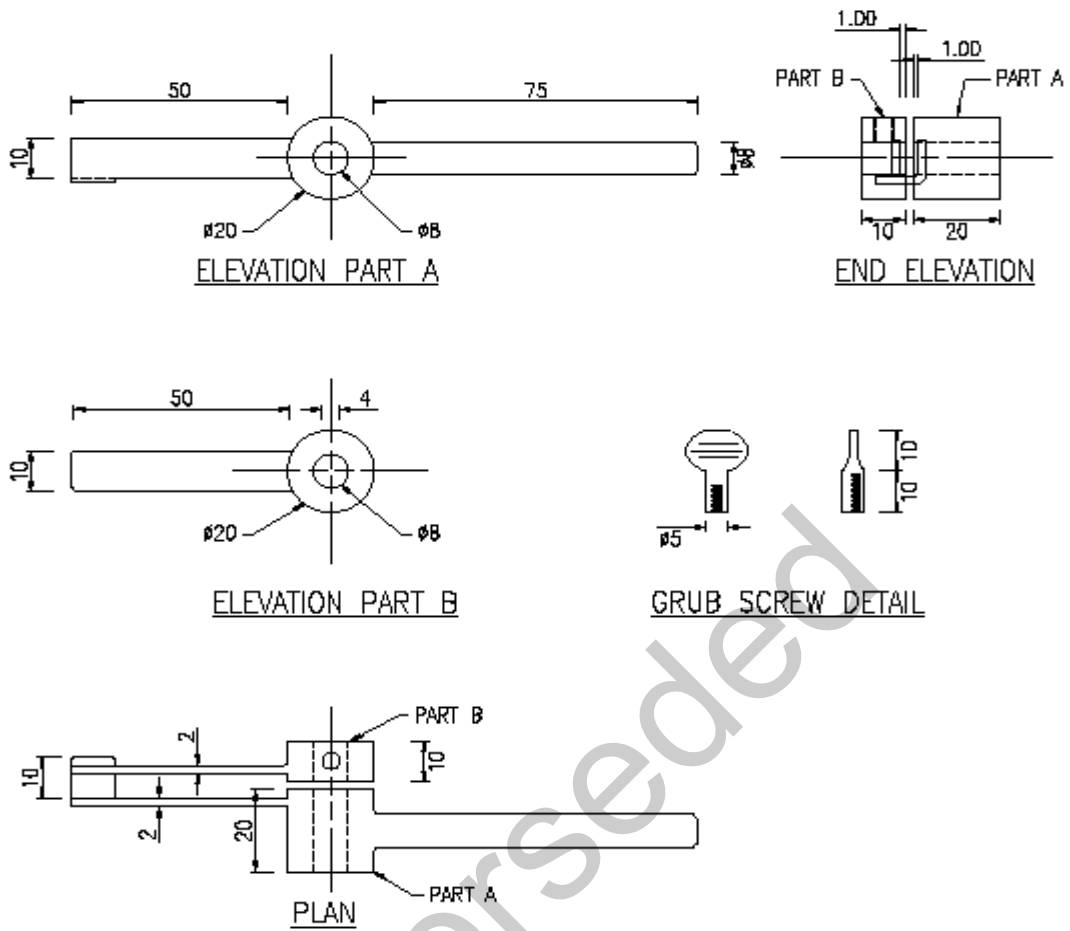 1.00
1.00
PART B
PART A
50
75
10
ø8
ø20
ø8
10
20
ELEVATION PART A
END ELEVATION
50
4
10
10
10
ø20
ø8
ø5
ELEVATION PART B
GRUB SCREW DETAIL
PART B
2
10
10
2
20
PART A
PLAN
erseded